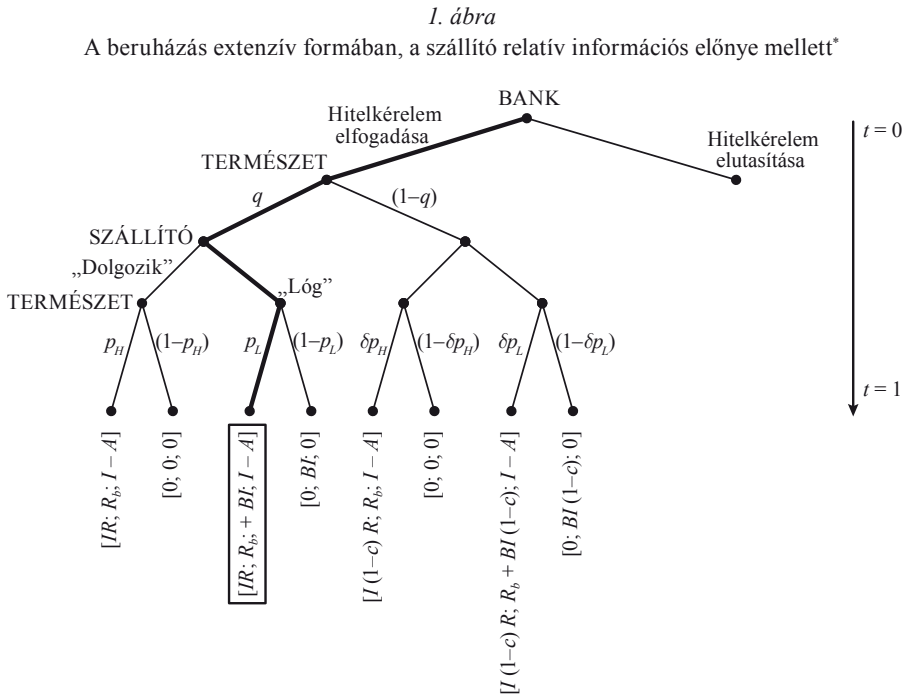 1. ábra
A beruházás extenzív formában, a szállító relatív információs előnye mellett*
BANK
Hitelkérelem
elfogadása
t = 0
Hitelkérelem
elutasítása
TERMÉSZET
q
(1–q)
SZÁLLÍTÓ
„Dolgozik”
„Lóg”
TERMÉSZET
p_H
(1–p_H)
p_L
(1–p_L)
δp_H
(1–δp_H)
δp_L
(1–δp_L)
t = 1
[IR; R_b; I – A]
[0; 0; 0]
[IR; R_b; + BI; I – A]
[0; BI; 0]
[I (1–c) R; R_b; I – A]
[0; 0; 0]
[I (1–c) R; R_b + BI (1–c); I – A]
[0; BI (1–c); 0]